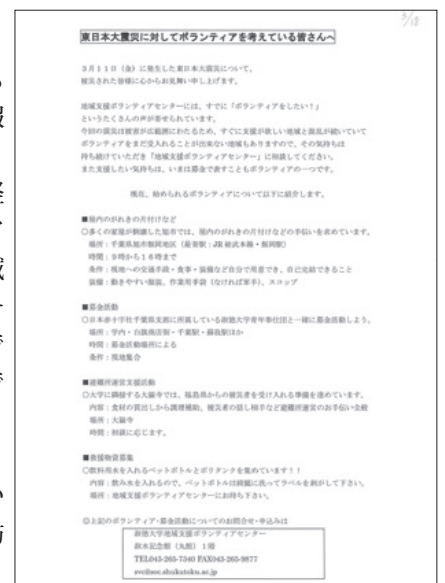 3/18
東日本大震災に対してボランティアを考えている皆さんへ
3月11日（金）に発生した東日本大震災について、
被災された皆様に心からお見舞い申し上げます。
地域支援ボランティアセンターには、すでに「ボランティアをしたい！」
というたくさんの声が寄せられています。
今回の震災は被害が広範囲にわたるため、すぐに支援が欲しい地域と混乱が続いていて
ボランティアをまだ受入れることが出来ない地域もありますので、その気持ちは
持ち続けていただき「地域支援ボランティアセンター」に相談してください。
また支援したい気持ちは、いまは募金で表すこともボランティアの一つです。
現在、始められるボランティアについて以下に紹介します。
■屋内のがれきの片付けなど
○多くの家屋が倒壊した旭市では、屋内のがれきの片付けなどの手伝いを求めています。
場所：千葉県旭市飯岡地区（最寄駅：JR総武本線・飯岡駅）
時間：9時から16時まで
条件：現地への交通手段・食事・装備など自分で用意でき、自己完結できること
装備：動きやすい服装、作業用手袋（なければ軍手）、スコップ
■募金活動
○日本赤十字社千葉県支部に所属している淑徳大学青年奉仕団と一緒に募金活動しよう。
場所：学内・白旗商店街・千葉駅・蘇我駅ほか
時間：募金活動場所による
条件：現地集合
■避難所運営支援活動
○大学に隣接する大巌寺では、福島県からの被災者を受け入れる準備を進めています。
内容：食材の買出しから調理補助、被災者の話し相手など避難所運営のお手伝い全般
場所：大巌寺
時間：相談に応じます。
■救援物資募集
○飲料用水を入れるペットボトルとポリタンクを集めています！！
内容：飲み水を入れるので、ペットボトルは綺麗に洗ってラベルを剥がして下さい。
場所：地域支援ボランティアセンターにお持ち下さい。
◎上記のボランティア・募金活動についてのお問合せ・申込みは
淑徳大学地域支援ボランティアセンター
淑水記念館（丸館）1階
TEL043-265-7340 FAX043-265-9877
svc@soc.shukutoku.ac.jp